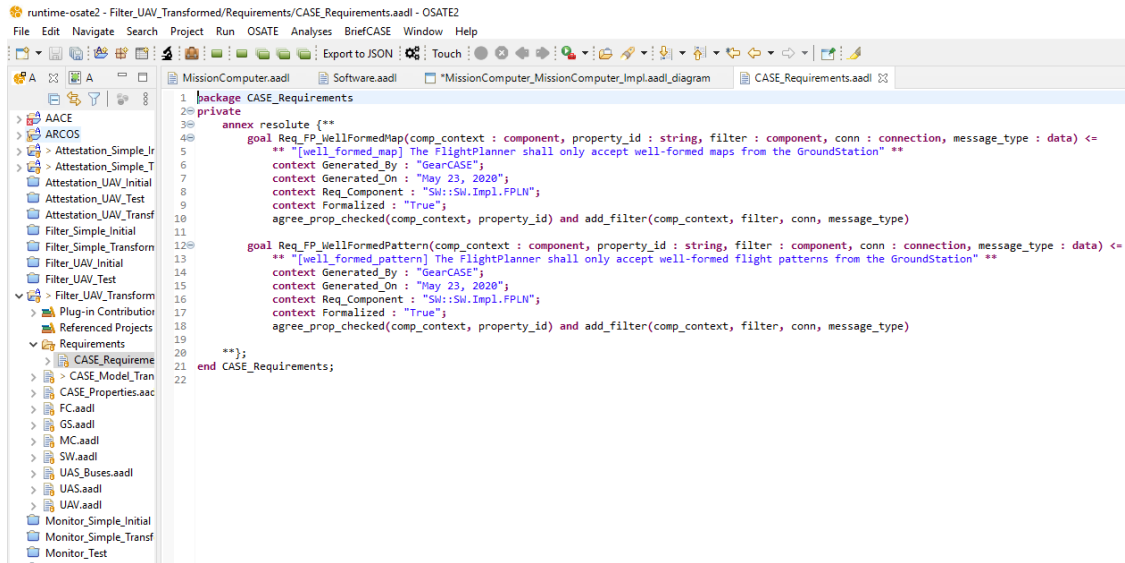 runtime-osate2 - Filter_UAV_Transformed/Requirements/CASE_Requirements.aadl - OSATE2
File Edit Navigate Search Project Run OSATE Analyses BriefCASE Window Help
Export to JSON Touch
A A
MissionComputer.aadl Software.aadl *MissionComputer_MissionComputer_Impl.aadl_diagram CASE_Requirements.aadl
AACE
ARCOS
> Attestation_Simple_Ir
> Attestation_Simple_T
Attestation_UAV_Initial
Attestation_UAV_Test
Attestation_UAV_Transf
Filter_Simple_Initial
Filter_Simple_Transform
Filter_UAV_Initial
Filter_UAV_Test
> Filter_UAV_Transform
Plug-in Contribution
Referenced Projects
Requirements
CASE_Requireme
> CASE_Model_Tran
CASE_Properties.aad
FC.aadl
GS.aadl
MC.aadl
SW.aadl
UAS_Buses.aadl
UAS.aadl
UAV.aadl
Monitor_Simple_Initial
Monitor_Simple_Transf
Monitor_Test
1 package CASE_Requirements
2 private
3 annex resolute {**
4 goal Req_FP_WellFormedMap(comp_context : component, property_id : string, filter : component, conn : connection, message_type : data) <=
5 ** "[well_formed_map] The FlightPlanner shall only accept well-formed maps from the GroundStation" **
6 context Generated_By : "GearCASE";
7 context Generated_On : "May 23, 2020";
8 context Req_Component : "SW::SW.Impl.FPLN";
9 context Formalized : "True";
10 agree_prop_checked(comp_context, property_id) and add_filter(comp_context, filter, conn, message_type)
11
12 goal Req_FP_WellFormedPattern(comp_context : component, property_id : string, filter : component, conn : connection, message_type : data) <=
13 ** "[well_formed_pattern] The FlightPlanner shall only accept well-formed flight patterns from the GroundStation" **
14 context Generated_By : "GearCASE";
15 context Generated_On : "May 23, 2020";
16 context Req_Component : "SW::SW.Impl.FPLN";
17 context Formalized : "True";
18 agree_prop_checked(comp_context, property_id) and add_filter(comp_context, filter, conn, message_type)
19
20 **};
21 end CASE_Requirements;
22